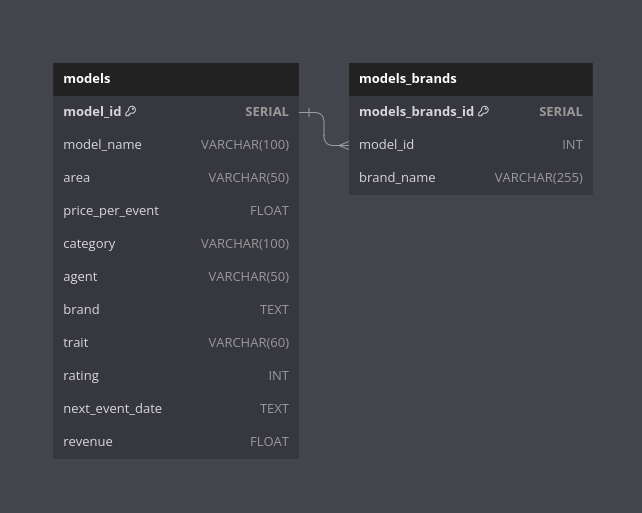 models
model_id SERIAL
model_name VARCHAR(100)
area VARCHAR(50)
price_per_event FLOAT
category VARCHAR(100)
agent VARCHAR(50)
brand TEXT
trait VARCHAR(60)
rating INT
next_event_date TEXT
revenue FLOAT
models_brands
models_brands_id SERIAL
model_id INT
brand_name VARCHAR(255)